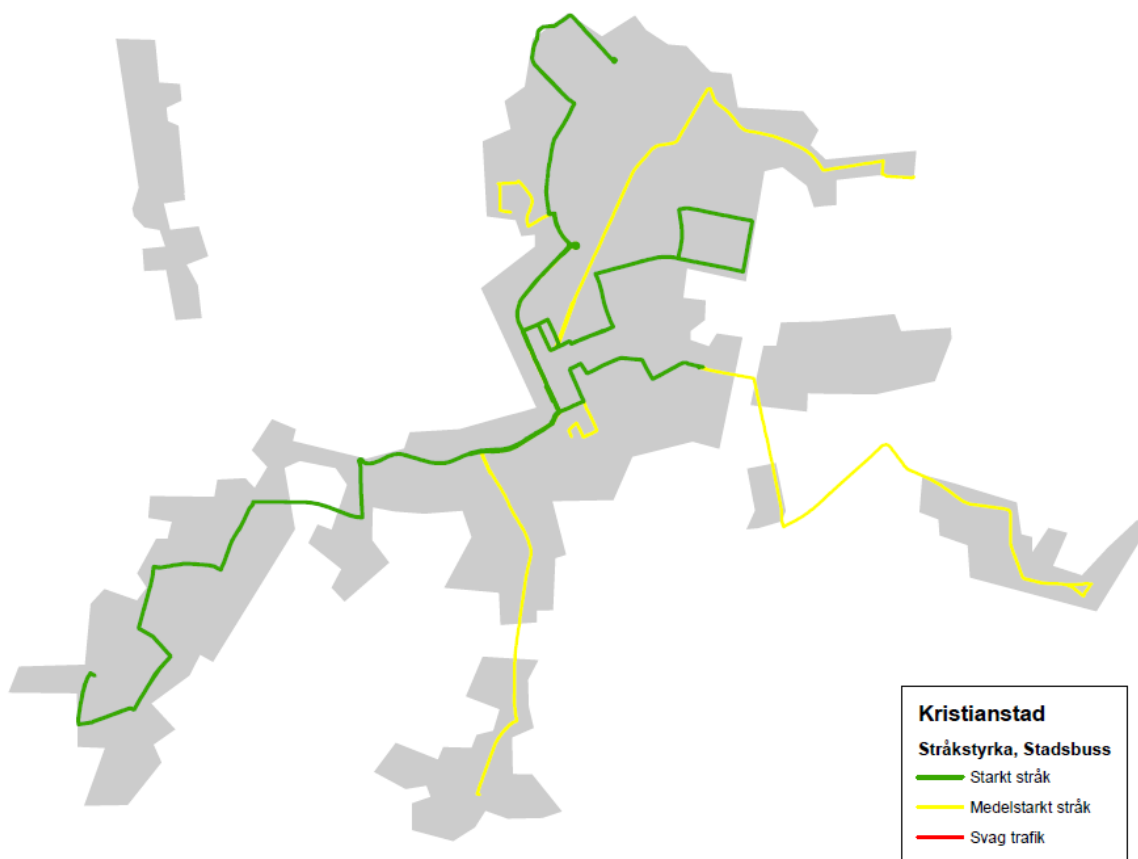 Kristianstad
Stråkstyrka, Stadsbuss
Starkt stråk
Medelstarkt stråk
Svag trafik